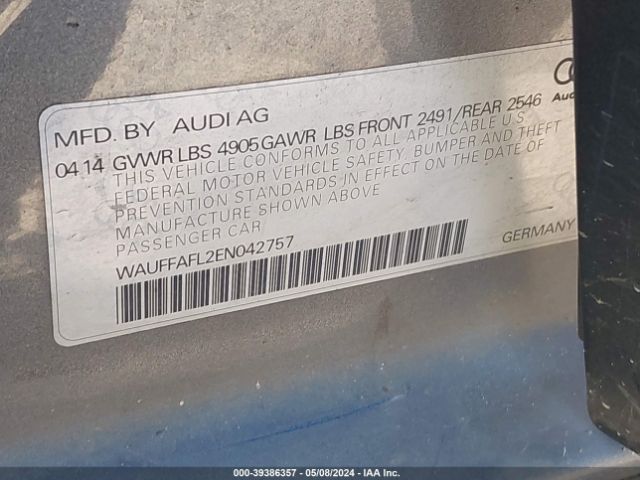 MFD. BY AUDI AG
04 14 GVWR LBS 4905 GAWR LBS FRONT 2491/REAR 2546
THIS VEHICLE CONFORMS TO ALL APPLICABLE U.S
FEDERAL MOTOR VEHICLE SAFETY, BUMPER AND THEFT
PREVENTION STANDARDS IN EFFECT ON THE DATE OF
MANUFACTURE SHOWN ABOVE
PASSENGER CAR
WAUFFAFL2EN042757
GERMANY
Aud
000-39386357 - 05/08/2024 - IAA Inc.